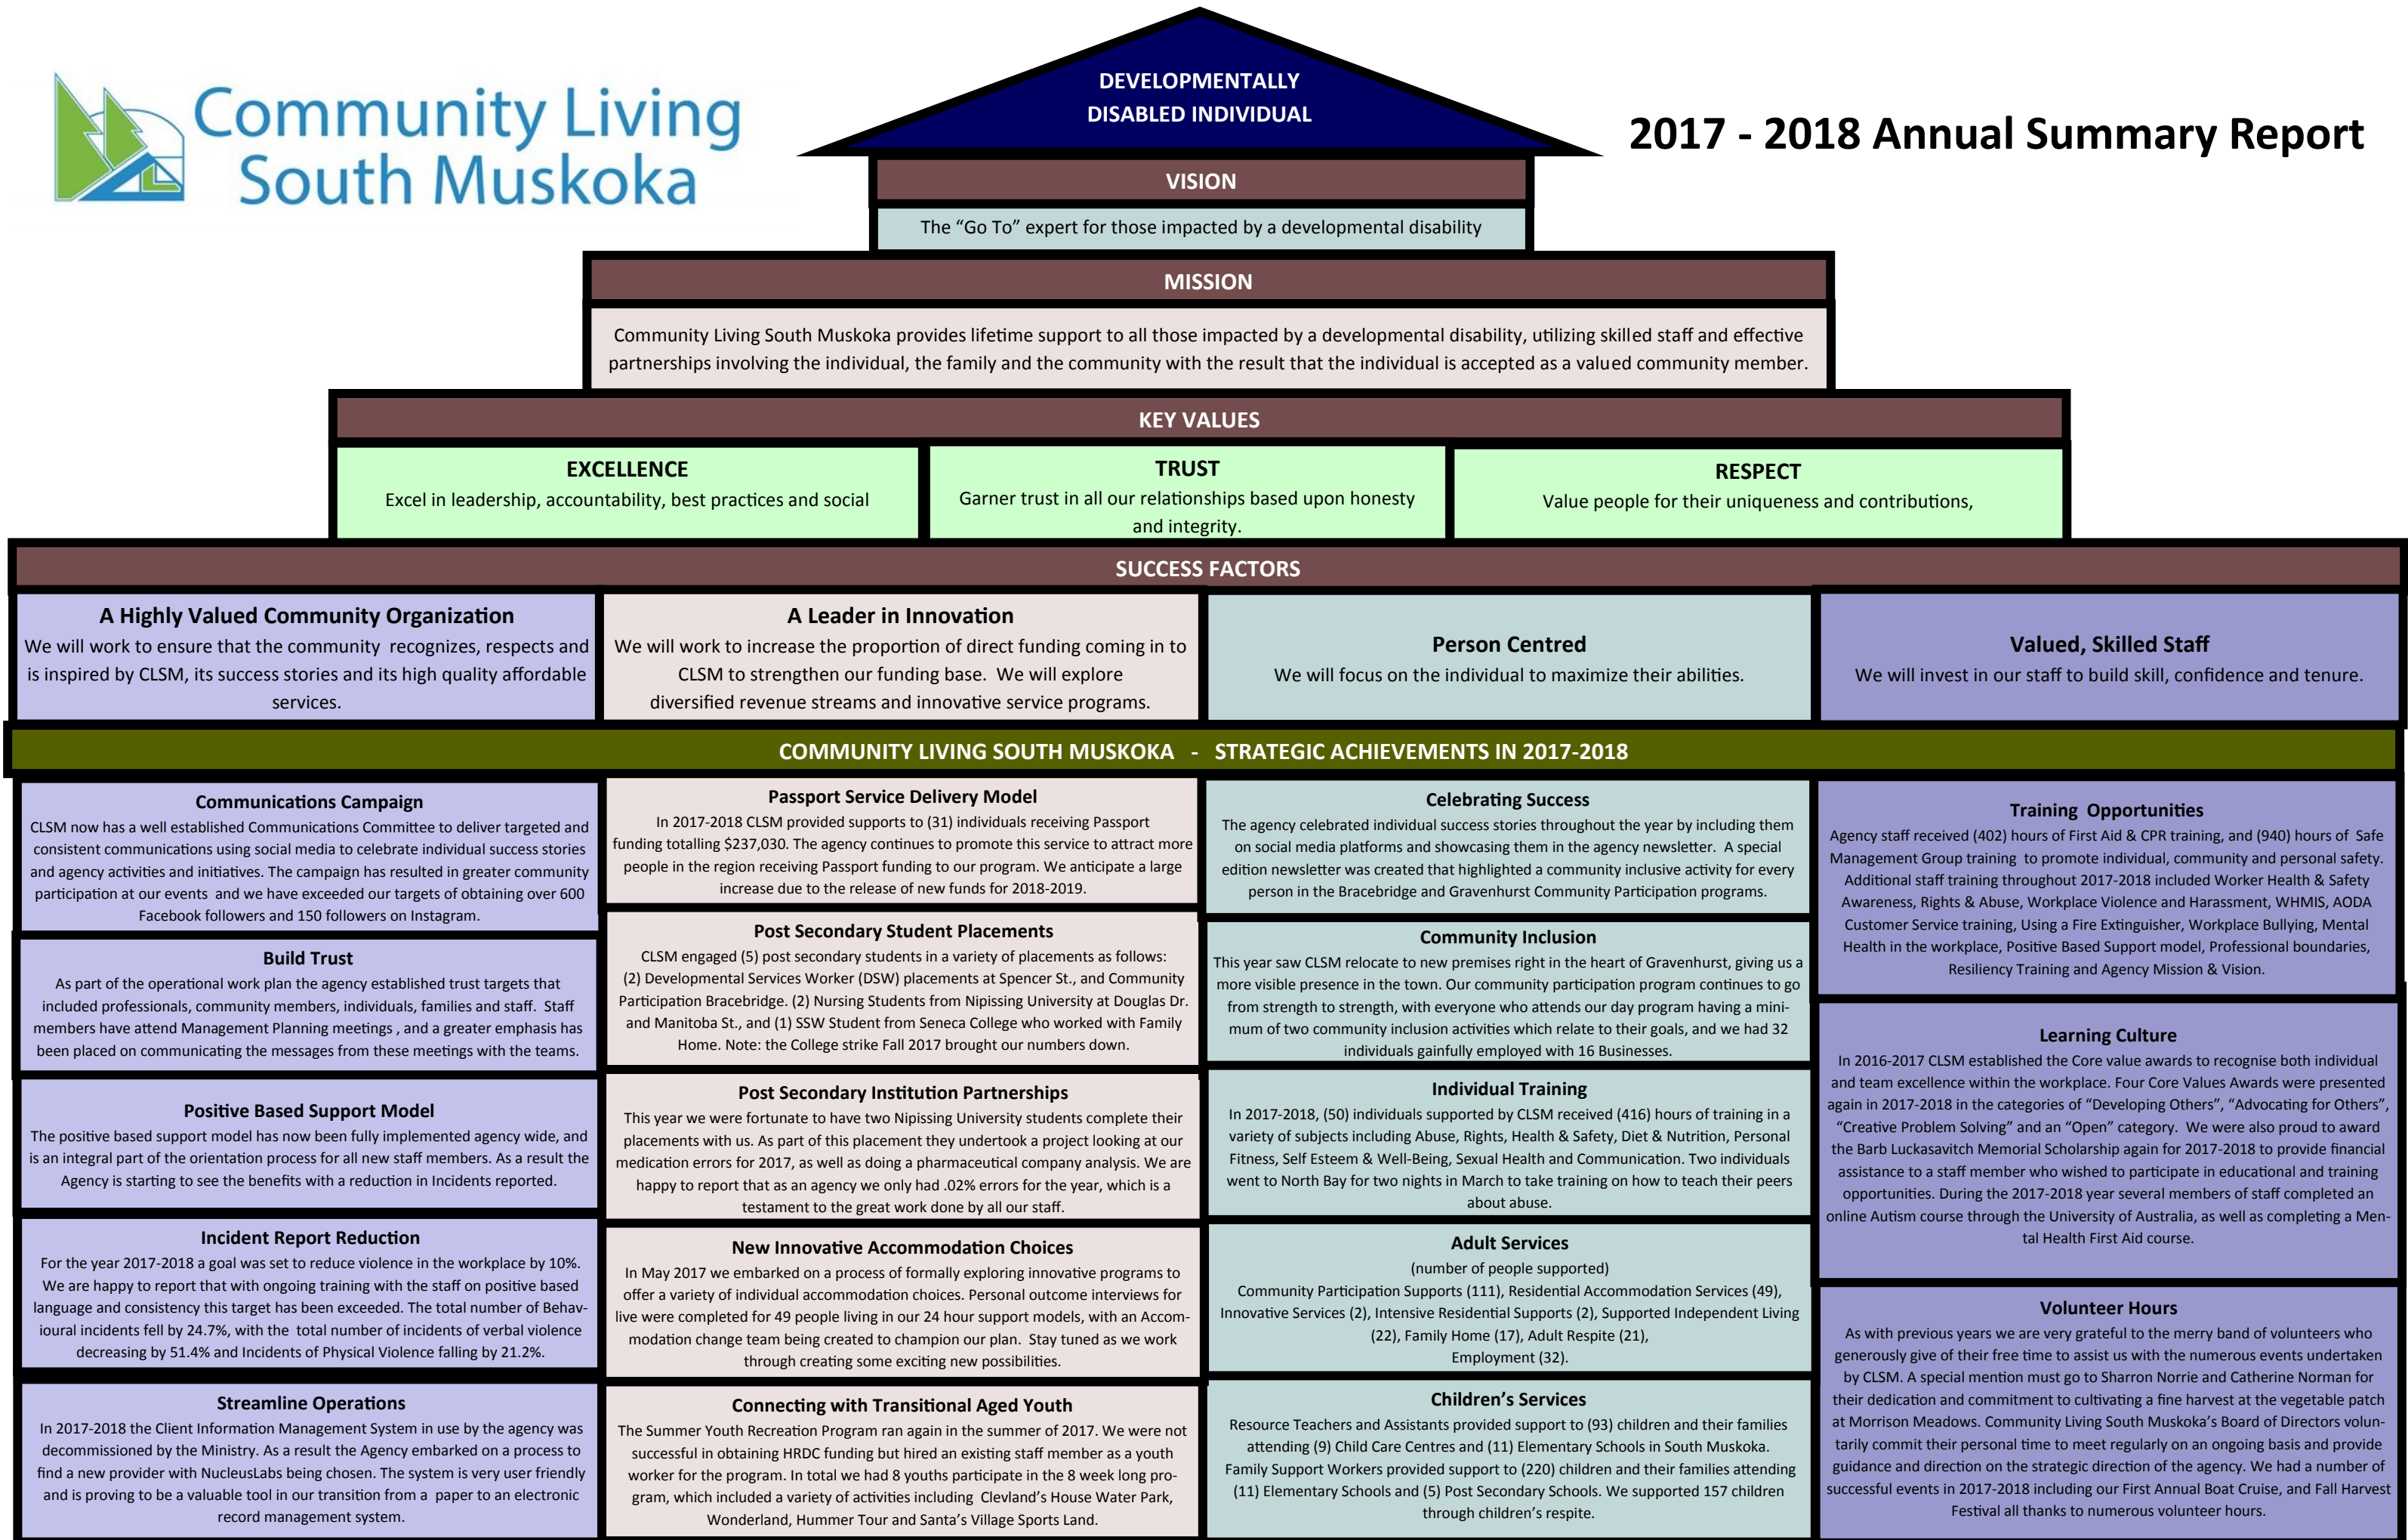 Community Living
South Muskoka
DEVELOPMENTALLY
DISABLED INDIVIDUAL
2017 - 2018 Annual Summary Report
VISION
The “Go To” expert for those impacted by a developmental disability
MISSION
Community Living South Muskoka provides lifetime support to all those impacted by a developmental disability, utilizing skilled staff and effective
partnerships involving the individual, the family and the community with the result that the individual is accepted as a valued community member.
KEY VALUES
EXCELLENCE
Excel in leadership, accountability, best practices and social
TRUST
Garner trust in all our relationships based upon honesty
and integrity.
RESPECT
Value people for their uniqueness and contributions,
SUCCESS FACTORS
A Highly Valued Community Organization
We will work to ensure that the community recognizes, respects and
is inspired by CLSM, its success stories and its high quality affordable
services.
A Leader in Innovation
We will work to increase the proportion of direct funding coming in to
CLSM to strengthen our funding base. We will explore
diversified revenue streams and innovative service programs.
Person Centred
We will focus on the individual to maximize their abilities.
Valued, Skilled Staff
We will invest in our staff to build skill, confidence and tenure.
COMMUNITY LIVING SOUTH MUSKOKA - STRATEGIC ACHIEVEMENTS IN 2017-2018
Communications Campaign
CLSM now has a well established Communications Committee to deliver targeted and
consistent communications using social media to celebrate individual success stories
and agency activities and initiatives. The campaign has resulted in greater community
participation at our events and we have exceeded our targets of obtaining over 600
Facebook followers and 150 followers on Instagram.
Build Trust
As part of the operational work plan the agency established trust targets that
included professionals, community members, individuals, families and staff. Staff
members have attend Management Planning meetings , and a greater emphasis has
been placed on communicating the messages from these meetings with the teams.
Positive Based Support Model
The positive based support model has now been fully implemented agency wide, and
is an integral part of the orientation process for all new staff members. As a result the
Agency is starting to see the benefits with a reduction in Incidents reported.
Incident Report Reduction
For the year 2017-2018 a goal was set to reduce violence in the workplace by 10%.
We are happy to report that with ongoing training with the staff on positive based
language and consistency this target has been exceeded. The total number of Behav-
ioural incidents fell by 24.7%, with the total number of incidents of verbal violence
decreasing by 51.4% and Incidents of Physical Violence falling by 21.2%.
Streamline Operations
In 2017-2018 the Client Information Management System in use by the agency was
decommissioned by the Ministry. As a result the Agency embarked on a process to
find a new provider with NucleusLabs being chosen. The system is very user friendly
and is proving to be a valuable tool in our transition from a paper to an electronic
record management system.
Passport Service Delivery Model
In 2017-2018 CLSM provided supports to (31) individuals receiving Passport
funding totalling $237,030. The agency continues to promote this service to attract more
people in the region receiving Passport funding to our program. We anticipate a large
increase due to the release of new funds for 2018-2019.
Post Secondary Student Placements
CLSM engaged (5) post secondary students in a variety of placements as follows:
(2) Developmental Services Worker (DSW) placements at Spencer St., and Community
Participation Bracebridge. (2) Nursing Students from Nipissing University at Douglas Dr.
and Manitoba St., and (1) SSW Student from Seneca College who worked with Family
Home. Note: the College strike Fall 2017 brought our numbers down.
Post Secondary Institution Partnerships
This year we were fortunate to have two Nipissing University students complete their
placements with us. As part of this placement they undertook a project looking at our
medication errors for 2017, as well as doing a pharmaceutical company analysis. We are
happy to report that as an agency we only had .02% errors for the year, which is a
testament to the great work done by all our staff.
New Innovative Accommodation Choices
In May 2017 we embarked on a process of formally exploring innovative programs to
offer a variety of individual accommodation choices. Personal outcome interviews for
live were completed for 49 people living in our 24 hour support models, with an Accom-
modation change team being created to champion our plan. Stay tuned as we work
through creating some exciting new possibilities.
Connecting with Transitional Aged Youth
The Summer Youth Recreation Program ran again in the summer of 2017. We were not
successful in obtaining HRDC funding but hired an existing staff member as a youth
worker for the program. In total we had 8 youths participate in the 8 week long pro-
gram, which included a variety of activities including Clevland’s House Water Park,
Wonderland, Hummer Tour and Santa’s Village Sports Land.
Celebrating Success
The agency celebrated individual success stories throughout the year by including them
on social media platforms and showcasing them in the agency newsletter. A special
edition newsletter was created that highlighted a community inclusive activity for every
person in the Bracebridge and Gravenhurst Community Participation programs.
Community Inclusion
This year saw CLSM relocate to new premises right in the heart of Gravenhurst, giving us a
more visible presence in the town. Our community participation program continues to go
from strength to strength, with everyone who attends our day program having a mini-
mum of two community inclusion activities which relate to their goals, and we had 32
individuals gainfully employed with 16 Businesses.
Individual Training
In 2017-2018, (50) individuals supported by CLSM received (416) hours of training in a
variety of subjects including Abuse, Rights, Health & Safety, Diet & Nutrition, Personal
Fitness, Self Esteem & Well-Being, Sexual Health and Communication. Two individuals
went to North Bay for two nights in March to take training on how to teach their peers
about abuse.
Adult Services
(number of people supported)
Community Participation Supports (111), Residential Accommodation Services (49),
Innovative Services (2), Intensive Residential Supports (2), Supported Independent Living
(22), Family Home (17), Adult Respite (21),
Employment (32).
Children’s Services
Resource Teachers and Assistants provided support to (93) children and their families
attending (9) Child Care Centres and (11) Elementary Schools in South Muskoka.
Family Support Workers provided support to (220) children and their families attending
(11) Elementary Schools and (5) Post Secondary Schools. We supported 157 children
through children’s respite.
Training Opportunities
Agency staff received (402) hours of First Aid & CPR training, and (940) hours of Safe
Management Group training to promote individual, community and personal safety.
Additional staff training throughout 2017-2018 included Worker Health & Safety
Awareness, Rights & Abuse, Workplace Violence and Harassment, WHMIS, AODA
Customer Service training, Using a Fire Extinguisher, Workplace Bullying, Mental
Health in the workplace, Positive Based Support model, Professional boundaries,
Resiliency Training and Agency Mission & Vision.
Learning Culture
In 2016-2017 CLSM established the Core value awards to recognise both individual
and team excellence within the workplace. Four Core Values Awards were presented
again in 2017-2018 in the categories of “Developing Others”, “Advocating for Others”,
“Creative Problem Solving” and an “Open” category. We were also proud to award
the Barb Luckasavitch Memorial Scholarship again for 2017-2018 to provide financial
assistance to a staff member who wished to participate in educational and training
opportunities. During the 2017-2018 year several members of staff completed an
online Autism course through the University of Australia, as well as completing a Men-
tal Health First Aid course.
Volunteer Hours
As with previous years we are very grateful to the merry band of volunteers who
generously give of their free time to assist us with the numerous events undertaken
by CLSM. A special mention must go to Sharron Norrie and Catherine Norman for
their dedication and commitment to cultivating a fine harvest at the vegetable patch
at Morrison Meadows. Community Living South Muskoka’s Board of Directors volun-
tarily commit their personal time to meet regularly on an ongoing basis and provide
guidance and direction on the strategic direction of the agency. We had a number of
successful events in 2017-2018 including our First Annual Boat Cruise, and Fall Harvest
Festival all thanks to numerous volunteer hours.